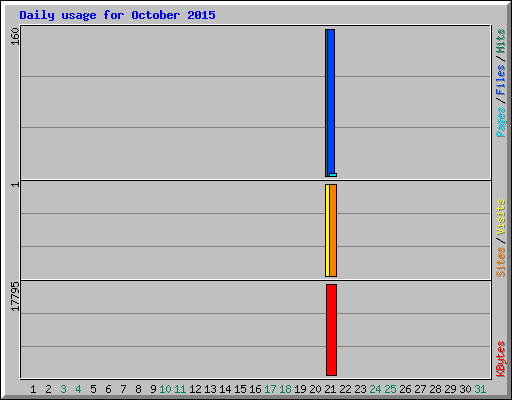 Daily usage for October 2015
160
1
17795
Pages / Files / Hits
Sites / Visits
KBytes
1 2 3 4 5 6 7 8 9 10 11 12 13 14 15 16 17 18 19 20 21 22 23 24 25 26 27 28 29 30 31